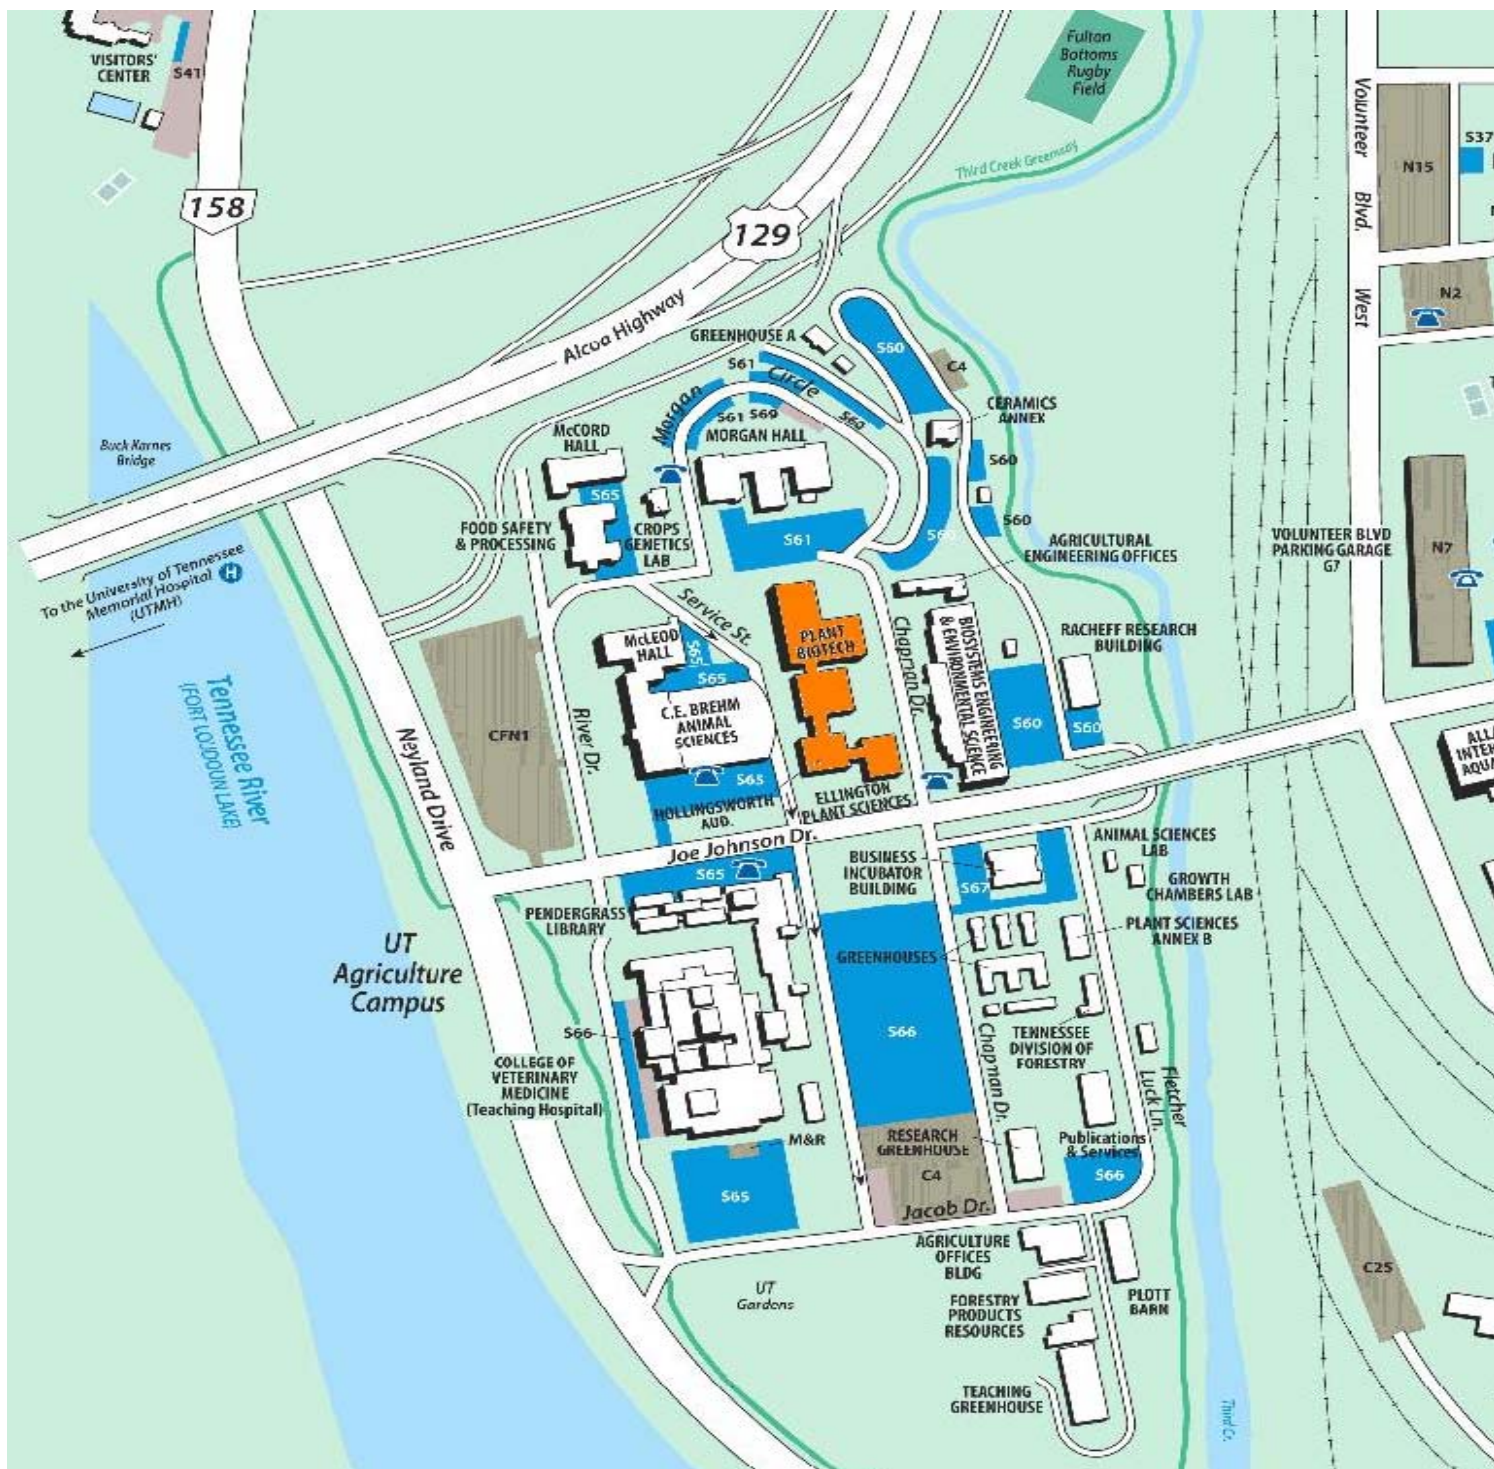 VISITORS'
CENTER
S41
Fulton
Bottoms
Rugby
Field
Volunteer
Blvd.
West
S37
N15
N2
Third Creek Greenway
158
129
Alcoa Highway
GREENHOUSE A
S60
C4
S61
Circle
Morgan
S61
S69
S60
CERAMICS
ANNEX
Buck Karnes
Bridge
McCORD
HALL
MORGAN HALL
S60
S65
FOOD SAFETY
& PROCESSING
CROPS
GENETICS
LAB
S61
S60
S60
AGRICULTURAL
ENGINEERING OFFICES
VOLUNTEER BLVD
PARKING GARAGE
G7
N7
To the University of Tennessee
Memorial Hospital
(UTMH)
H
Service St.
McLEOD
HALL
S65
S65
PLANT
BIOTECH
Chapman Dr.
BIOSYSTEMS ENGINEERING
& ENVIRONMENTAL SCIENCE
RACHEFF RESEARCH
BUILDING
S60
S60
Tennessee River
(FORT LOUDOUN LAKE)
CFN1
River Dr.
Neyland Drive
C.E. BREHM
ANIMAL
SCIENCES
S65
HOLLINGSWORTH
AUD.
ELLINGTON
PLANT SCIENCES
Joe Johnson Dr.
S65
BUSINESS
INCUBATOR
BUILDING
S67
ANIMAL SCIENCES
LAB
GROWTH
CHAMBERS LAB
PENDERGRASS
LIBRARY
PLANT SCIENCES
ANNEX B
GREENHOUSES
UT
Agriculture
Campus
S66
S66
Chapman Dr.
TENNESSEE
DIVISION OF
FORESTRY
COLLEGE OF
VETERINARY
MEDICINE
(Teaching Hospital)
Fletcher
Luck Ln.
M&R
RESEARCH
GREENHOUSE
C4
Publications
& Services
S66
S65
Jacob Dr.
AGRICULTURE
OFFICES
BLDG
UT
Gardens
PLOTT
BARN
FORESTRY
PRODUCTS
RESOURCES
C25
TEACHING
GREENHOUSE
Third Cr.